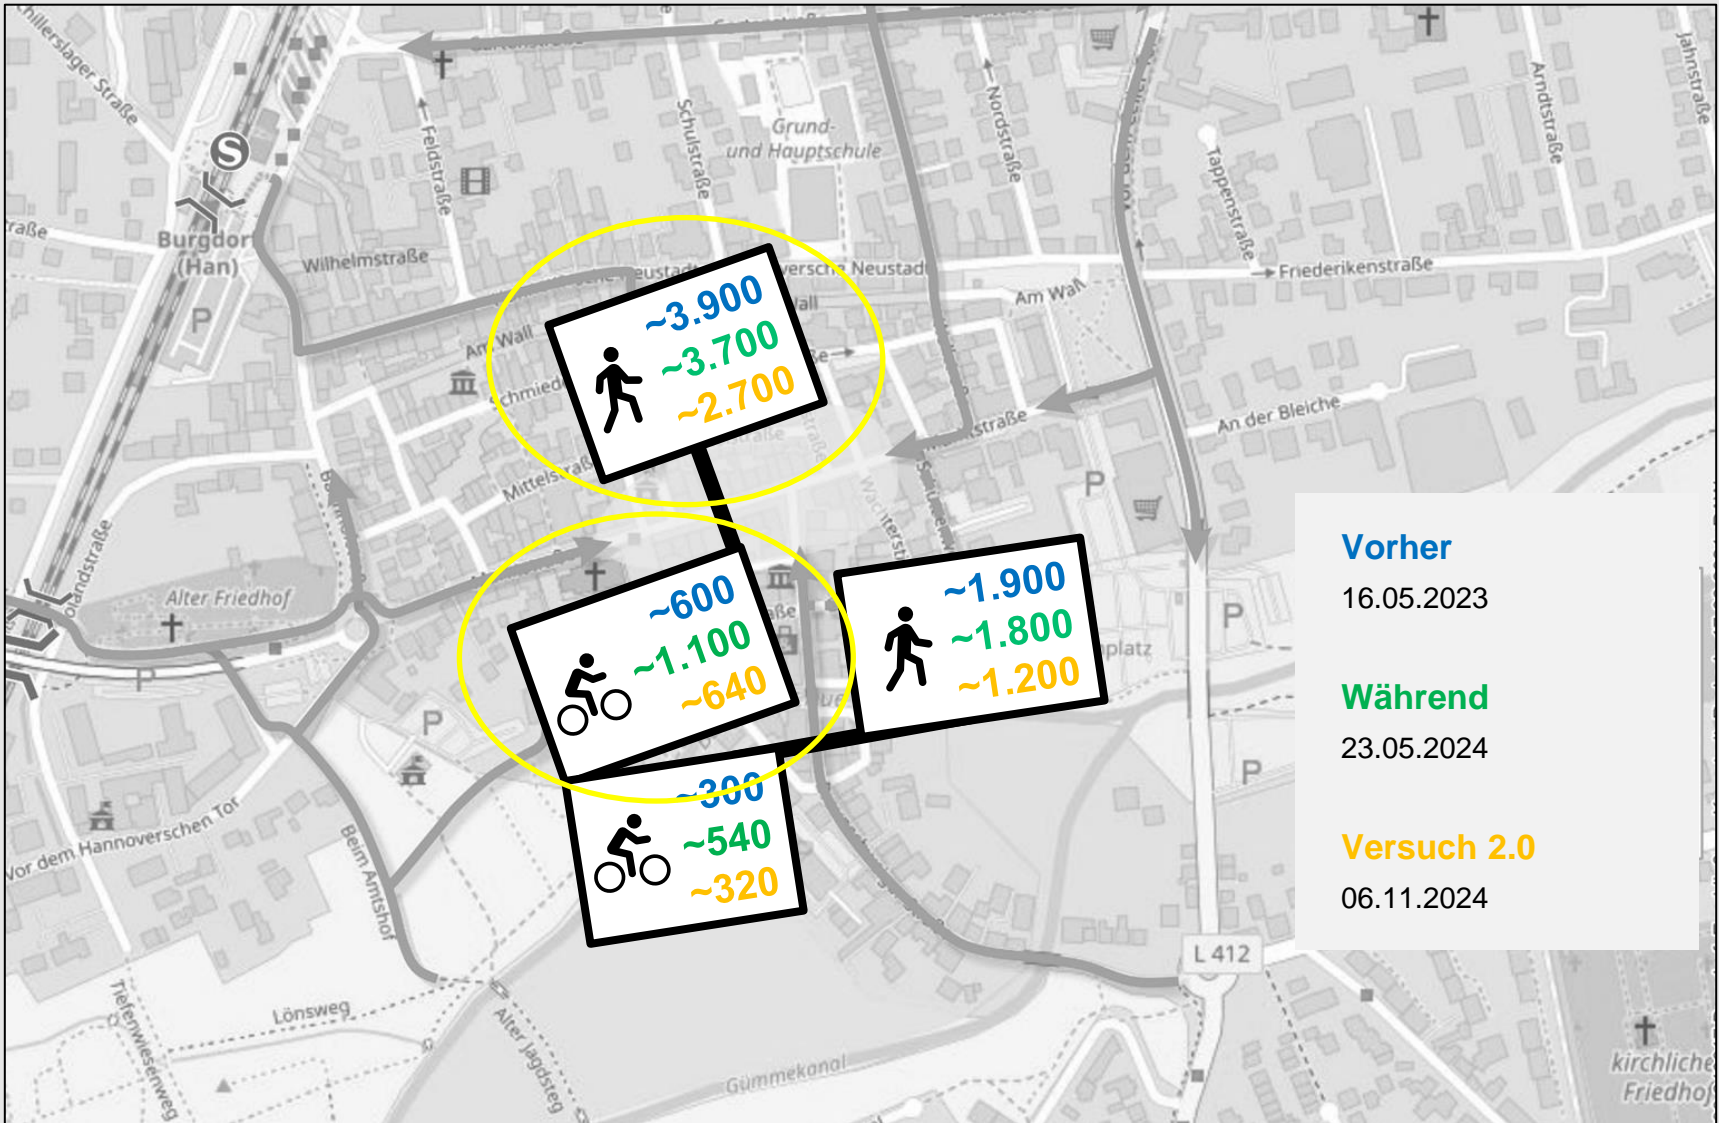 Schillerslager Straße
Gartenstraße
Jahnstraße
Arndtstraße
Nordstraße
Schulstraße
Feldstraße
Grund-
und Hauptschule
Tappenstraße
S
Burgdorf
(Han)
Wilhelmstraße
Friederikenstraße
Am Wall
P
Am Wall
~3.900
~3.700
~2.700
An der Bleiche
Mittelstraße
P
Alter Friedhof
~600
~1.100
~640
~1.900
~1.800
~1.200
P
P
P
P
~300
~540
~320
Vorher
16.05.2023
Während
23.05.2024
Versuch 2.0
06.11.2024
Vor dem Hannoverschen Tor
Beim Amtshof
L 412
Lönsweg
Tiefenwiesenweg
Alter Jagdsteg
Gümmekanal
kirchliche
Friedhof